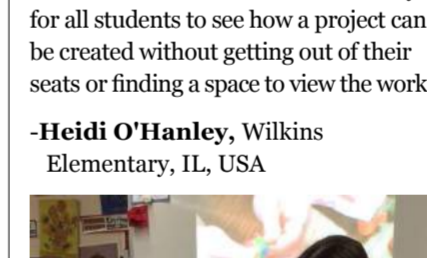 for all students to see how a project can
be created without getting out of their
seats or finding a space to view the work
-Heidi O'Hanley, Wilkins
Elementary, IL, USA